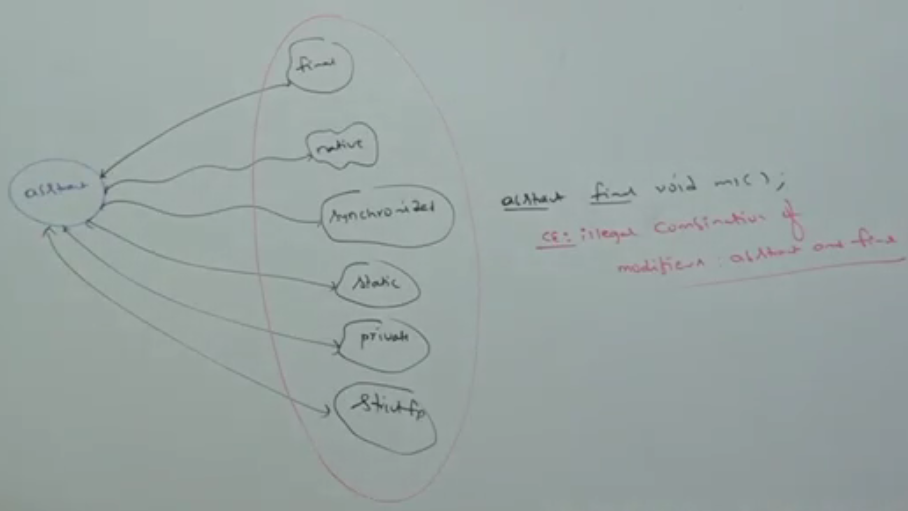 final
native
abstract
synchronized
abstract final void m1();
CE: illegal combination of
modifiers: abstract and final
static
private
strictfp